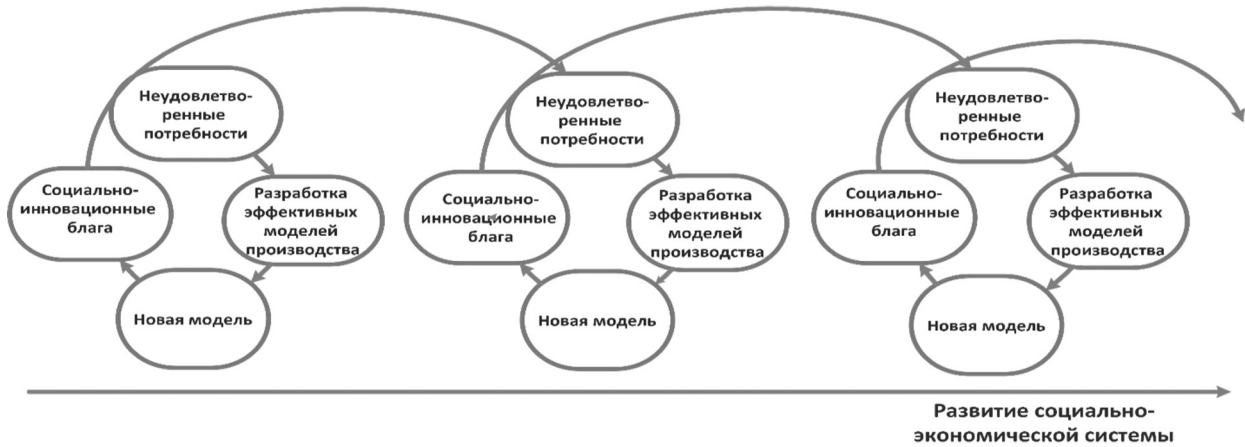 Неудовлетво-
ренные
потребности
Социально-
инновационные
блага
Разработка
эффективных
моделей
производства
Новая модель
Неудовлетво-
ренные
потребности
Социально-
инновационные
блага
Разработка
эффективных
моделей
производства
Новая модель
Неудовлетво-
ренные
потребности
Социально-
инновационные
блага
Разработка
эффективных
моделей
производства
Новая модель
Развитие социально-
экономической системы